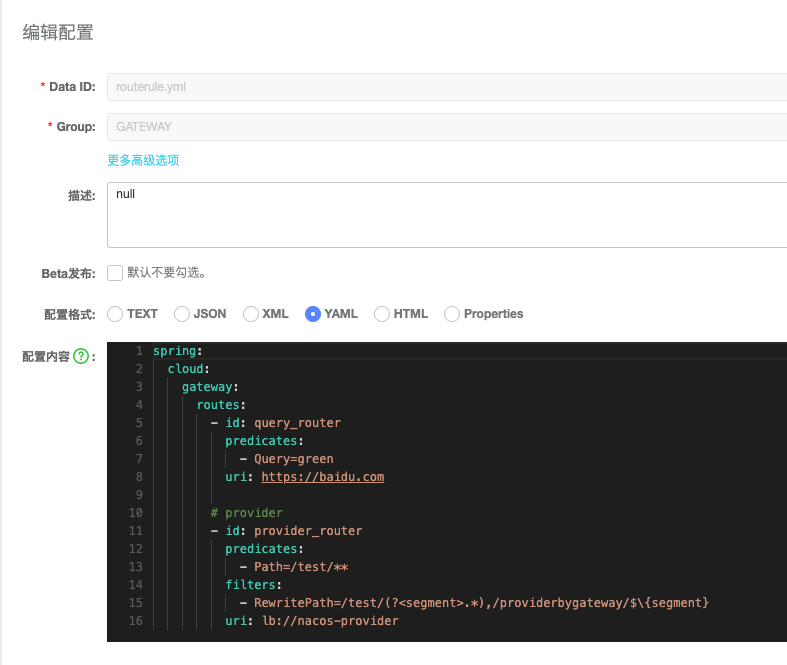 编辑配置
* Data ID: routerule.yml
* Group: GATEWAY
更多高级选项
描述: null
Beta发布: 默认不要勾选。
配置格式: TEXT JSON XML YAML HTML Properties
配置内容 ? :
1 spring:
2   cloud:
3     gateway:
4       routes:
5         - id: query_router
6           predicates:
7             - Query=green
8           uri: https://baidu.com
9
10         # provider
11         - id: provider_router
12           predicates:
13             - Path=/test/**
14           filters:
15             - RewritePath=/test/(?<segment>.*),/providerbygateway/$\{segment}
16           uri: lb://nacos-provider